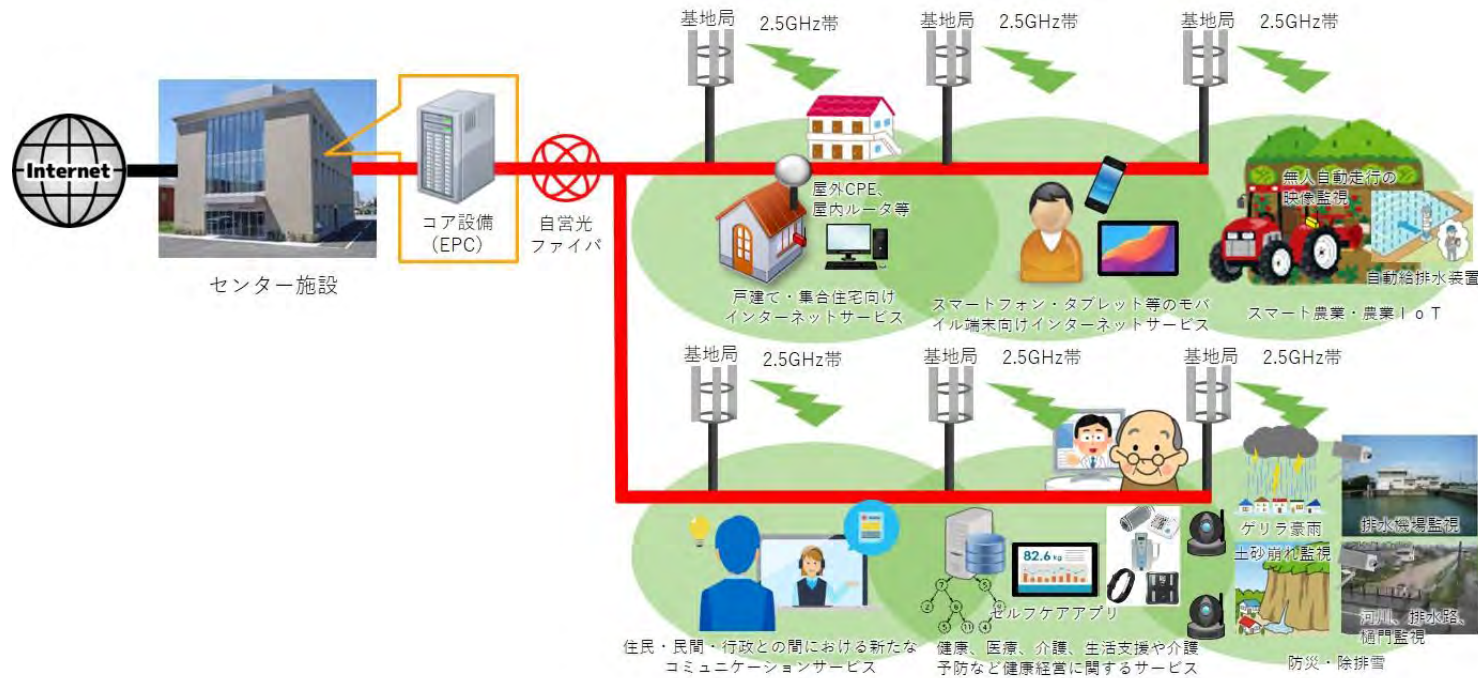 基地局
2.5GHz帯
基地局
2.5GHz帯
基地局
2.5GHz帯
Internet
センター施設
コア設備
(EPC)
自営光
ファイバ
屋外CPE、
屋内ルータ等
戸建て・集合住宅向け
インターネットサービス
スマートフォン・タブレット等のモバ
イル端末向けインターネットサービス
無人自動走行の
映像監視
自動給排水装置
スマート農業・農業IoT
基地局
2.5GHz帯
基地局
2.5GHz帯
基地局
2.5GHz帯
住民・民間・行政との間における新たな
コミュニケーションサービス
82.6 kg
7
5
2
6
9
5
11
4
セルフケアアプリ
健康、医療、介護、生活支援や介護
予防など健康経営に関するサービス
ゲリラ豪雨
土砂崩れ監視
排水機場監視
河川、排水路、
樋門監視
防災・除排雪